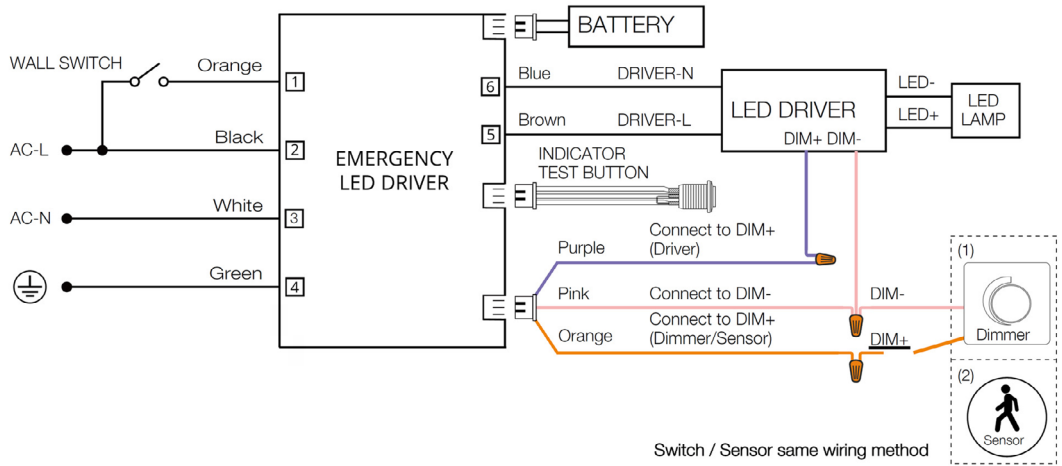 BATTERY
WALL SWITCH
Orange
1
6
Blue
DRIVER-N
LED DRIVER
LED-
LED+
LED
LAMP
AC-L
Black
2
5
Brown
DRIVER-L
DIM+ DIM-
EMERGENCY
LED DRIVER
INDICATOR
TEST BUTTON
AC-N
White
3
Green
4
Purple
Connect to DIM+
(Driver)
Pink
Connect to DIM-
DIM-
Orange
Connect to DIM+
(Dimmer/Sensor)
DIM+
(1)
Dimmer
(2)
Sensor
Switch / Sensor same wiring method